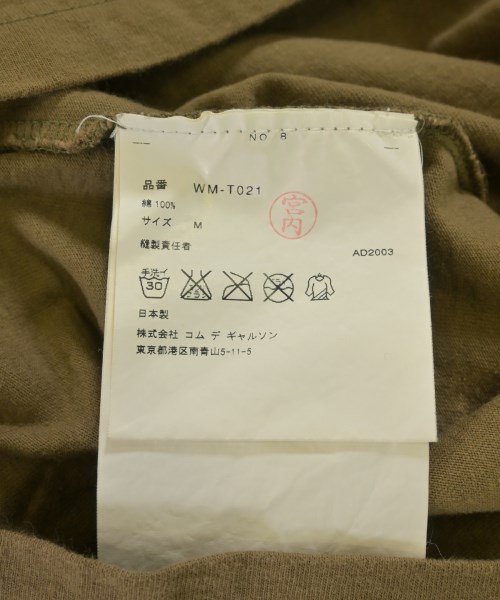 NO 8
品番 WM-T021
綿 100%
サイズ M
宮内
縫製責任者
AD2003
手洗イ
30
日本製
株式会社 コム デ ギャルソン
東京都港区南青山5-11-5